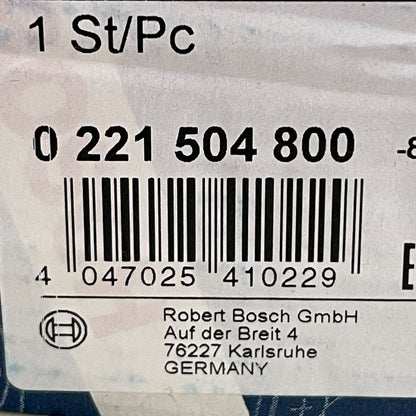 1 St/Pc
0 221 504 800
4 047025 410229
Robert Bosch GmbH
Auf der Breit 4
76227 Karlsruhe
GERMANY